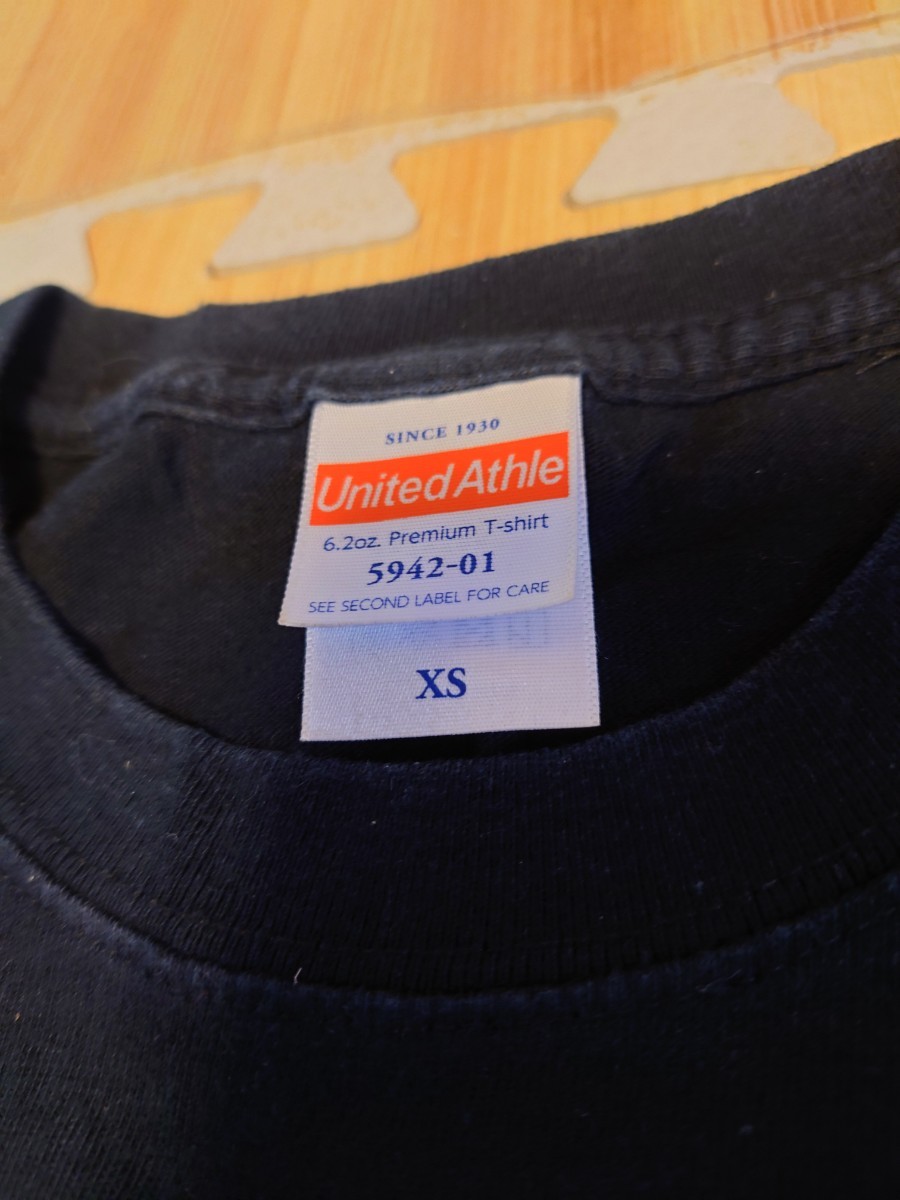 SINCE 1930
United Athle
6.2oz. Premium T-shirt
5942-01
SEE SECOND LABEL FOR CARE
XS